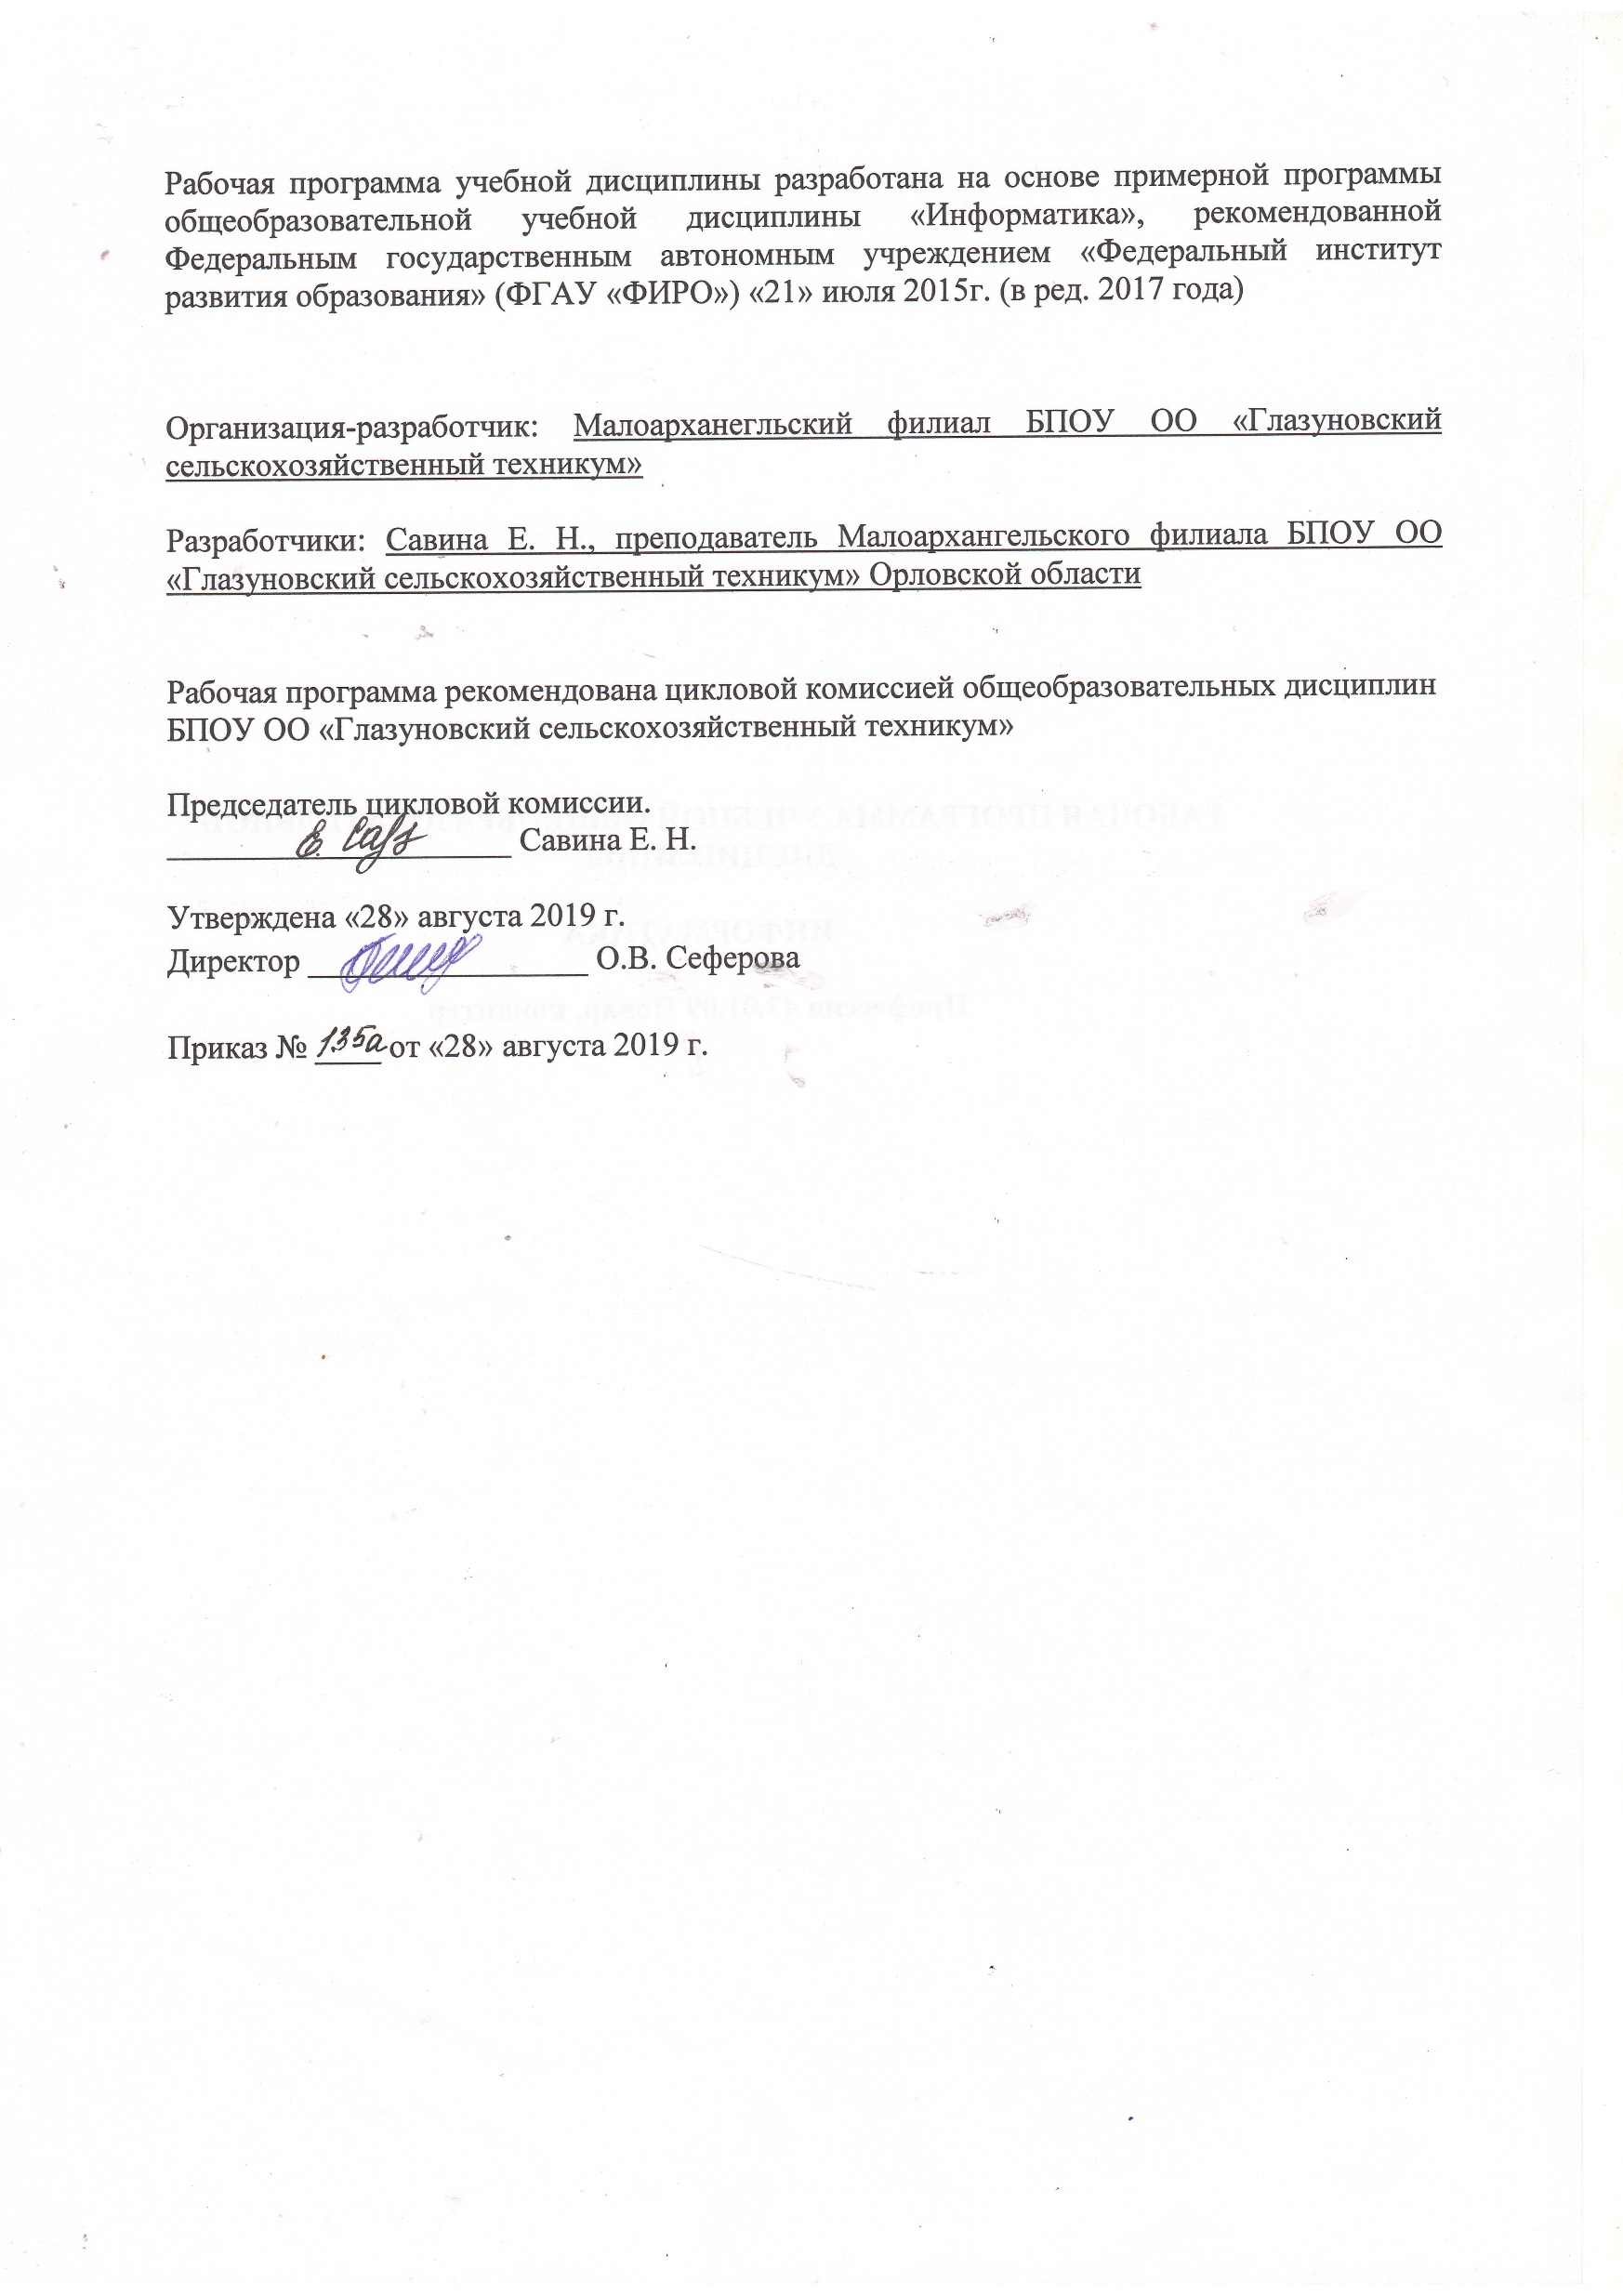 Рабочая программа учебной дисциплины разработана на основе примерной программы
общеобразовательной учебной дисциплины «Информатика», рекомендованной
Федеральным государственным автономным учреждением «Федеральный институт
развития образования» (ФГАУ «ФИРО») «21» июля 2015г. (в ред. 2017 года)
Организация-разработчик: Малоарханегльский филиал БПОУ ОО «Глазуновский
сельскохозяйственный техникум»
Разработчики: Савина Е. Н., преподаватель Малоархангельского филиала БПОУ ОО
«Глазуновский сельскохозяйственный техникум» Орловской области
Рабочая программа рекомендована цикловой комиссией общеобразовательных дисциплин
БПОУ ОО «Глазуновский сельскохозяйственный техникум»
Председатель цикловой комиссии.
Савина Е. Н.
Утверждена «28» августа 2019 г.
Директор О.В. Сеферова
Приказ № 135а от «28» августа 2019 г.